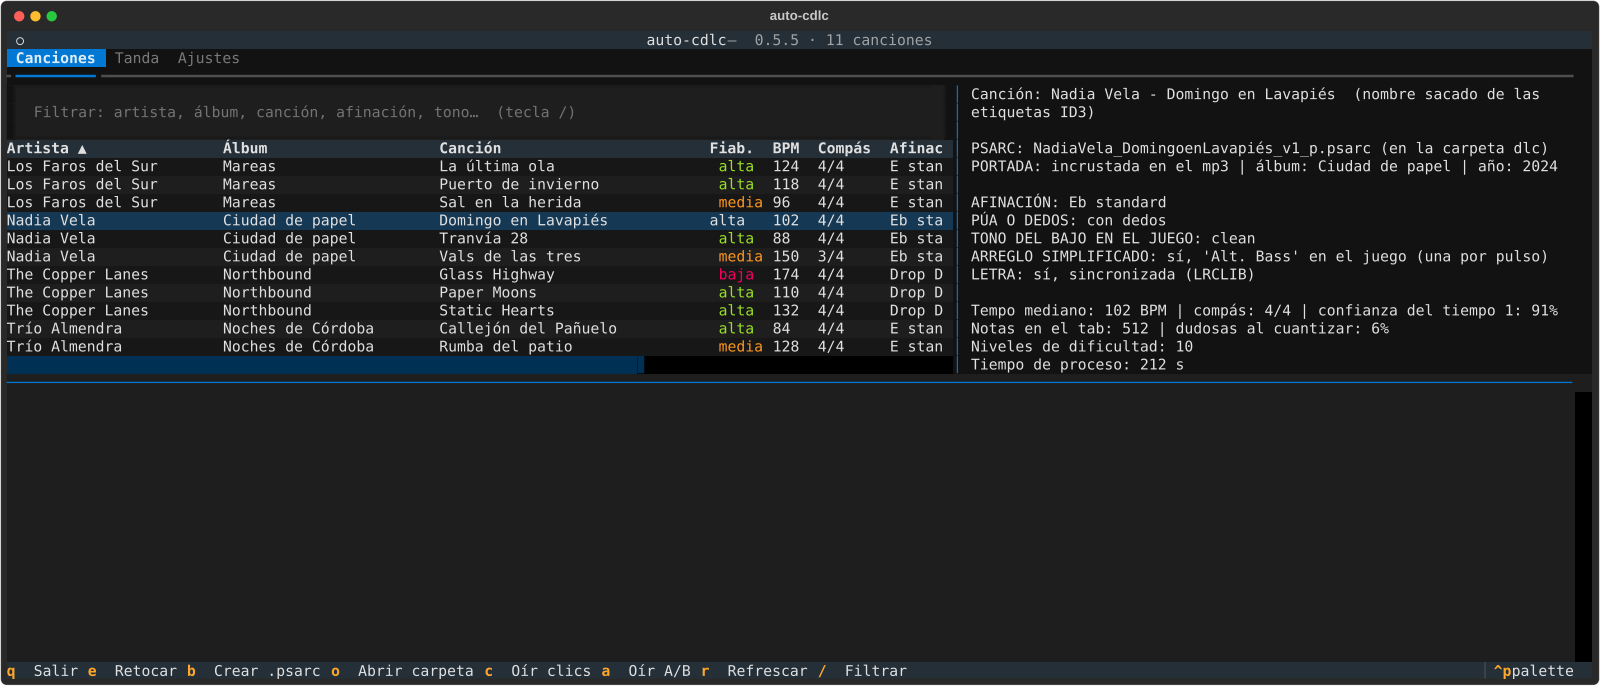 auto-cdlc
auto-cdlc— 0.5.5 · 11 canciones
Canciones Tanda Ajustes
Filtrar: artista, álbum, canción, afinación, tono… (tecla /)
Artista ▲ Álbum Canción Fiab. BPM Compás Afinac
Los Faros del Sur Mareas La última ola alta 124 4/4 E stan
Los Faros del Sur Mareas Puerto de invierno alta 118 4/4 E stan
Los Faros del Sur Mareas Sal en la herida media 96 4/4 E stan
Nadia Vela Ciudad de papel Domingo en Lavapiés alta 102 4/4 Eb sta
Nadia Vela Ciudad de papel Tranvía 28 alta 88 4/4 Eb sta
Nadia Vela Ciudad de papel Vals de las tres media 150 3/4 Eb sta
The Copper Lanes Northbound Glass Highway baja 174 4/4 Drop D
The Copper Lanes Northbound Paper Moons alta 110 4/4 Drop D
The Copper Lanes Northbound Static Hearts alta 132 4/4 Drop D
Trío Almendra Noches de Córdoba Callejón del Pañuelo alta 84 4/4 E stan
Trío Almendra Noches de Córdoba Rumba del patio media 128 4/4 E stan
Canción: Nadia Vela - Domingo en Lavapiés (nombre sacado de las
etiquetas ID3)
PSARC: NadiaVela_DomingoenLavapiés_v1_p.psarc (en la carpeta dlc)
PORTADA: incrustada en el mp3 | álbum: Ciudad de papel | año: 2024
AFINACIÓN: Eb standard
PÚA O DEDOS: con dedos
TONO DEL BAJO EN EL JUEGO: clean
ARREGLO SIMPLIFICADO: sí, 'Alt. Bass' en el juego (una por pulso)
LETRA: sí, sincronizada (LRCLIB)
Tempo mediano: 102 BPM | compás: 4/4 | confianza del tiempo 1: 91%
Notas en el tab: 512 | dudosas al cuantizar: 6%
Niveles de dificultad: 10
Tiempo de proceso: 212 s
q Salir e Retocar b Crear .psarc o Abrir carpeta c Oír clics a Oír A/B r Refrescar / Filtrar ^ppalette